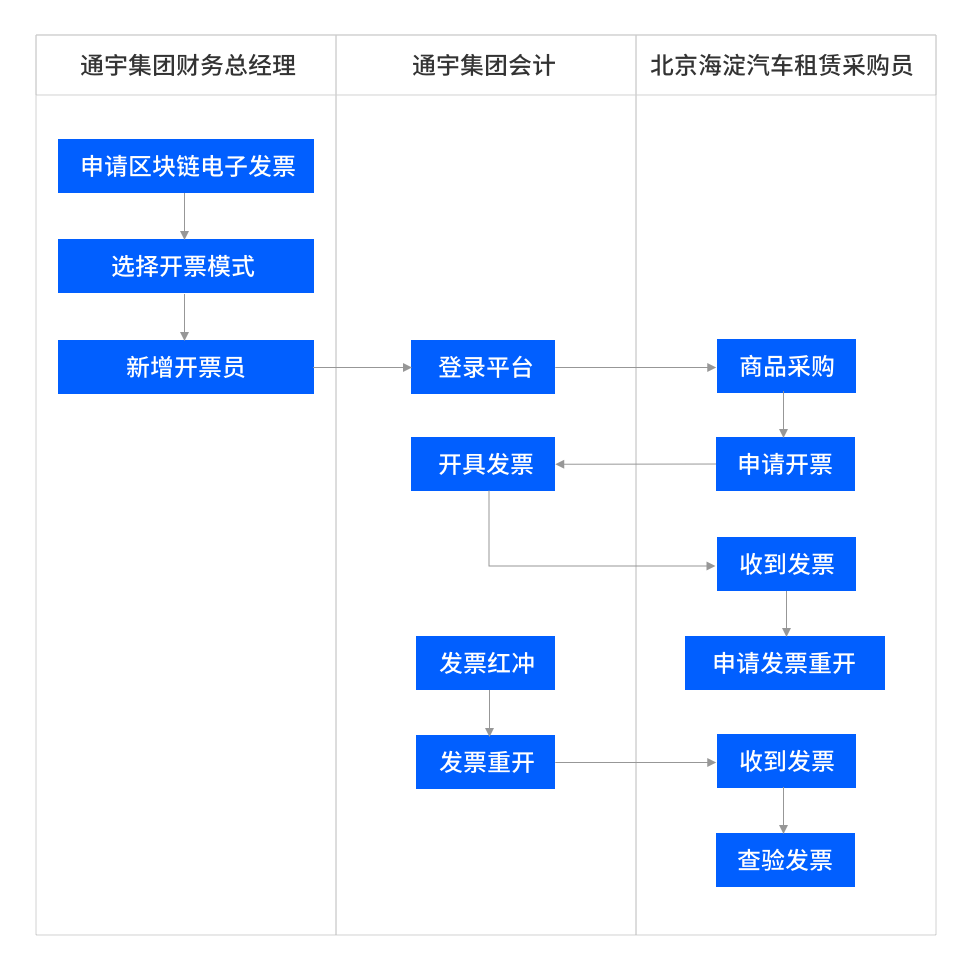 通宇集团财务总经理
通宇集团会计
北京海淀汽车租赁采购员
申请区块链电子发票
选择开票模式
新增开票员
登录平台
商品采购
开具发票
申请开票
收到发票
发票红冲
申请发票重开
发票重开
收到发票
查验发票